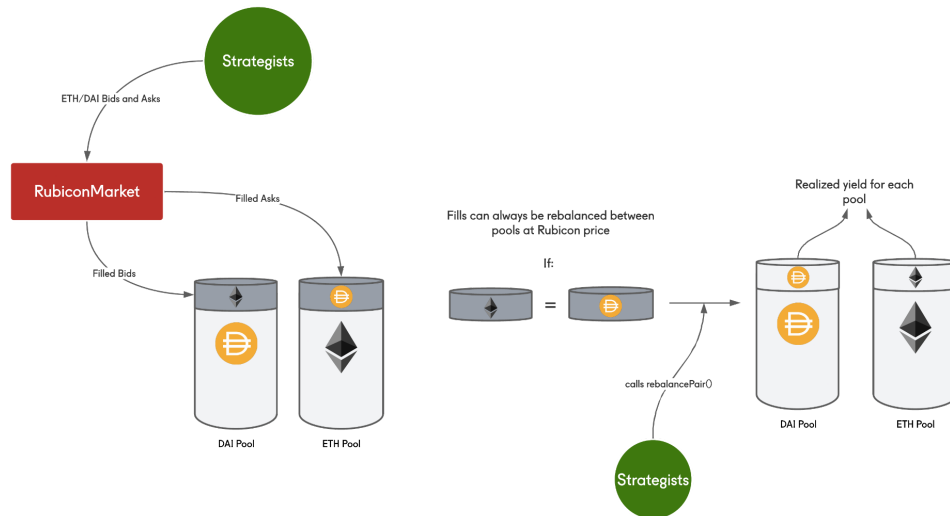 Strategists
ETH/DAI Bids and Asks
RubiconMarket
Filled Asks
Filled Bids
DAI Pool
ETH Pool
Fills can always be rebalanced between
pools at Rubicon price
If:
=
calls rebalancePair()
Strategists
Realized yield for each
pool
DAI Pool
ETH Pool